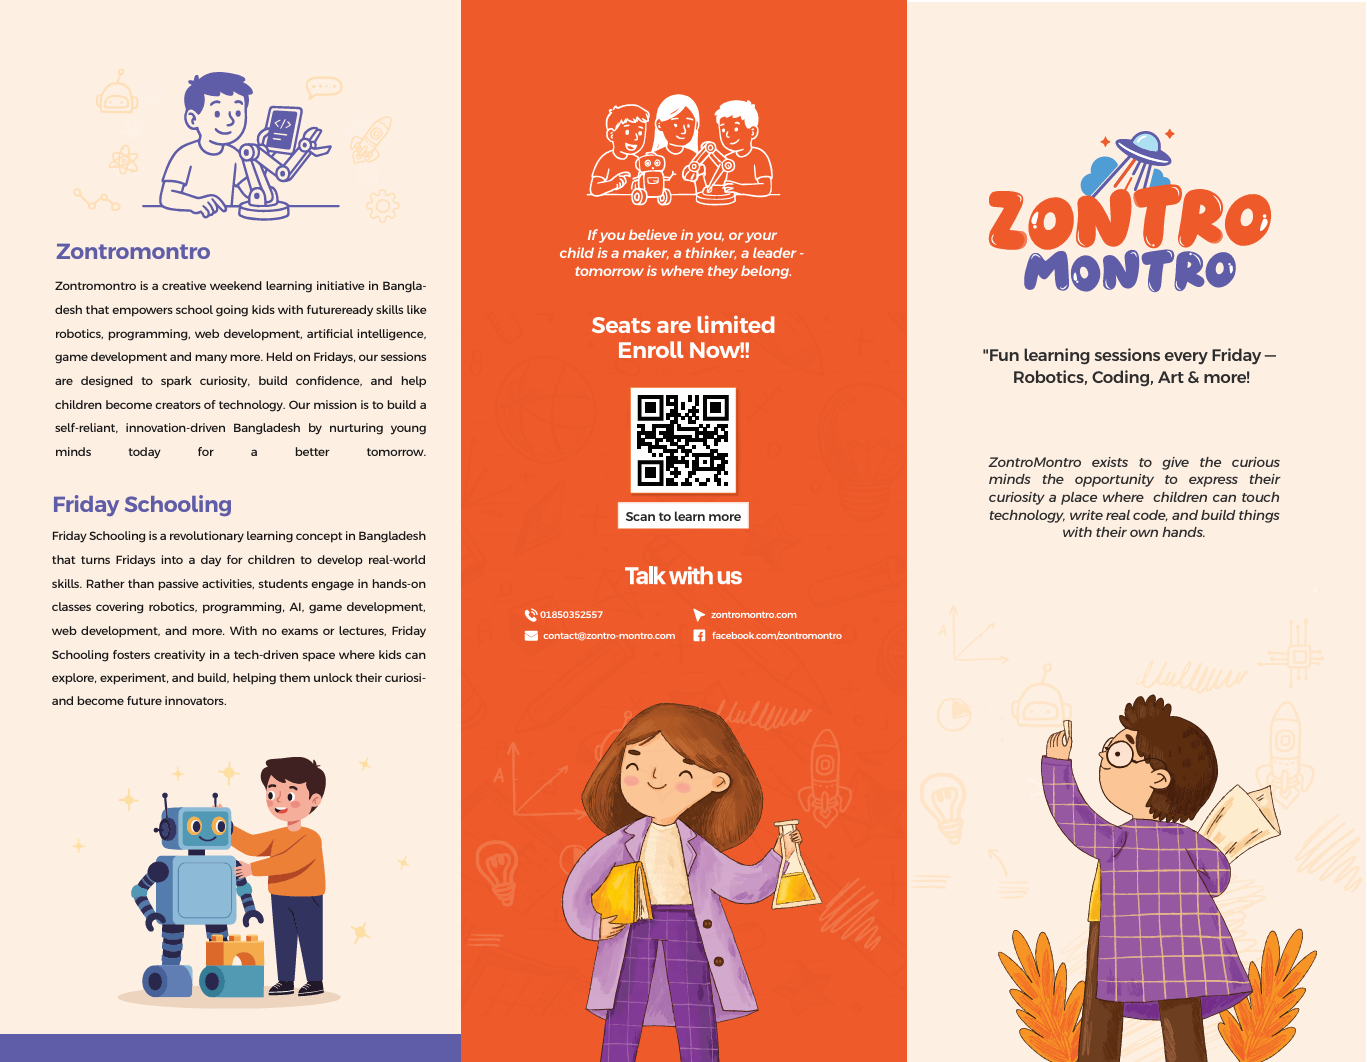 Zontromontro
Zontromontro is a creative weekend learning initiative in Bangla-
desh that empowers school going kids with futureready skills like
robotics, programming, web development, artificial intelligence,
game development and many more. Held on Fridays, our sessions
are designed to spark curiosity, build confidence, and help
children become creators of technology. Our mission is to build a
self-reliant, innovation-driven Bangladesh by nurturing young
minds today for a better tomorrow.
Friday Schooling
Friday Schooling is a revolutionary learning concept in Bangladesh
that turns Fridays into a day for children to develop real-world
skills. Rather than passive activities, students engage in hands-on
classes covering robotics, programming, AI, game development,
web development, and more. With no exams or lectures, Friday
Schooling fosters creativity in a tech-driven space where kids can
explore, experiment, and build, helping them unlock their curiosi-
and become future innovators.
If you believe in you, or your
child is a maker, a thinker, a leader -
tomorrow is where they belong.
Seats are limited
Enroll Now!!
Scan to learn more
Talk with us
01850352557
zontromontro.com
contact@zontro-montro.com
facebook.com/zontromontro
A
ZONTRO
MONTRO
"Fun learning sessions every Friday —
Robotics, Coding, Art & more!
ZontroMontro exists to give the curious
minds the opportunity to express their
curiosity a place where children can touch
technology, write real code, and build things
with their own hands.
A